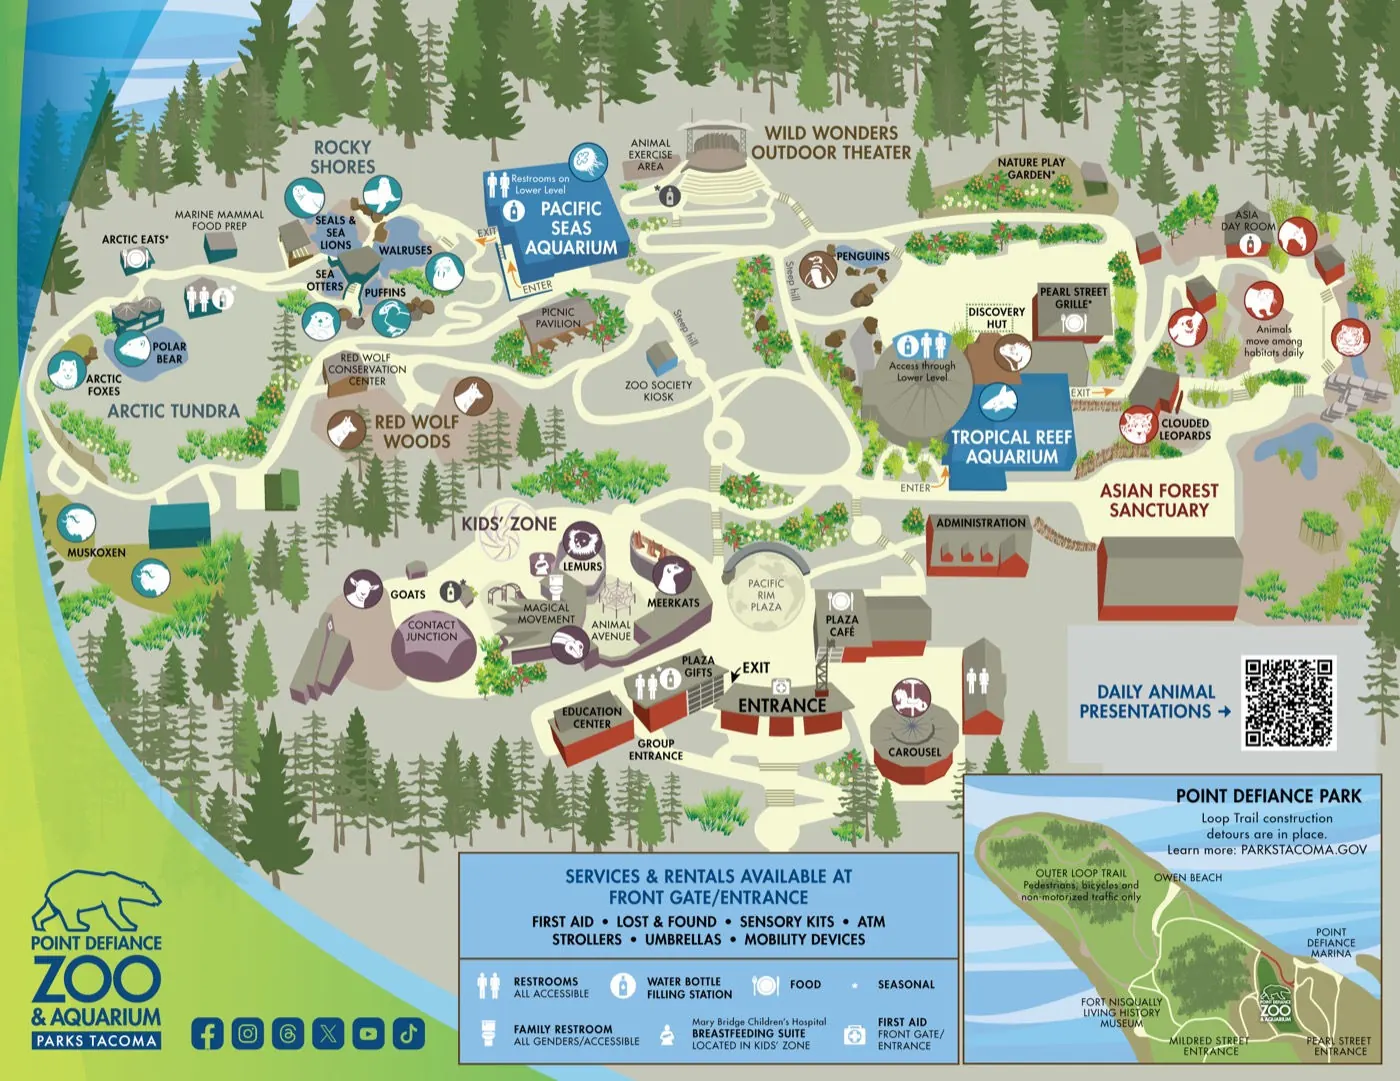 ROCKY
SHORES
SEALS &
SEA
LIONS
WALRUSES
SEA
OTTERS
PUFFINS
MARINE MAMMAL
FOOD PREP
ARCTIC EATS*
*
POLAR
BEAR
ARCTIC
FOXES
ARCTIC TUNDRA
MUSKOXEN
RED WOLF
CONSERVATION
CENTER
RED WOLF
WOODS
Restrooms on
Lower Level
PACIFIC
SEAS
AQUARIUM
EXIT
ENTER
PICNIC
PAVILION
ANIMAL
EXERCISE
AREA
*
WILD WONDERS
OUTDOOR THEATER
Steep hill
ZOO SOCIETY
KIOSK
Steep hill
PENGUINS
NATURE PLAY
GARDEN*
PEARL STREET
GRILLE*
DISCOVERY
HUT
Access through
Lower Level
TROPICAL REEF
AQUARIUM
EXIT
ENTER
ASIA
DAY ROOM
Animals
move among
habitats daily
CLOUDED
LEOPARDS
ASIAN FOREST
SANCTUARY
ADMINISTRATION
KIDS' ZONE
LEMURS
GOATS
*
CONTACT
JUNCTION
MAGICAL
MOVEMENT
ANIMAL
AVENUE
MEERKATS
PACIFIC
RIM
PLAZA
PLAZA
CAFÉ
PLAZA
GIFTS
*
EXIT
ENTRANCE
EDUCATION
CENTER
GROUP
ENTRANCE
CAROUSEL
DAILY ANIMAL
PRESENTATIONS →
POINT DEFIANCE
ZOO
& AQUARIUM
PARKS TACOMA
SERVICES & RENTALS AVAILABLE AT
FRONT GATE/ENTRANCE
FIRST AID • LOST & FOUND • SENSORY KITS • ATM
STROLLERS • UMBRELLAS • MOBILITY DEVICES
RESTROOMS
ALL ACCESSIBLE
WATER BOTTLE
FILLING STATION
FOOD
* SEASONAL
FAMILY RESTROOM
ALL GENDERS/ACCESSIBLE
Mary Bridge Children's Hospital
BREASTFEEDING SUITE
LOCATED IN KIDS' ZONE
FIRST AID
FRONT GATE/
ENTRANCE
POINT DEFIANCE PARK
Loop Trail construction
detours are in place.
Learn more: PARKSTACOMA.GOV
OUTER LOOP TRAIL
Pedestrians, bicycles and
non-motorized traffic only
OWEN BEACH
POINT
DEFIANCE
MARINA
FORT NISQUALLY
LIVING HISTORY
MUSEUM
POINT DEFIANCE
ZOO
& AQUARIUM
MILDRED STREET
ENTRANCE
PEARL STREET
ENTRANCE